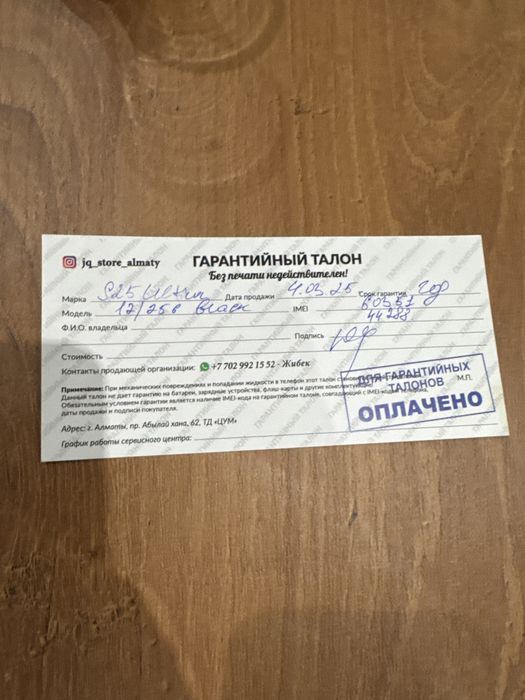 jq_store_almaty
ГАРАНТИЙНЫЙ ТАЛОН
Без печати недействителен!
Марка S25 Ultra Дата продажи 4.03.25 Срок гарантии год
Модель 12/256 Black IMEI 60357
44288
Ф.И.О. владельца
Подпись
Стоимость
Контакты продающей организации: +7 702 992 15 52 - Жибек
Примечание: При механических повреждениях и попадании жидкости в телефон этот талон
Данный талон не дает гарантию на батареи, зарядные устройства, флэш-карты и другие комплектующие.
Обязательным условием гарантии является наличие IMEI-кода на гарантийном талоне, совпадающий с IMEI-кодом
даты продажи и подписи покупателя.
М.П.
ДЛЯ ГАРАНТИЙНЫХ
ТАЛОНОВ
ОПЛАЧЕНО
Адрес: г. Алматы, пр. Абылай хана, 62, ТД «ЦУМ»
График работы сервисного центра: